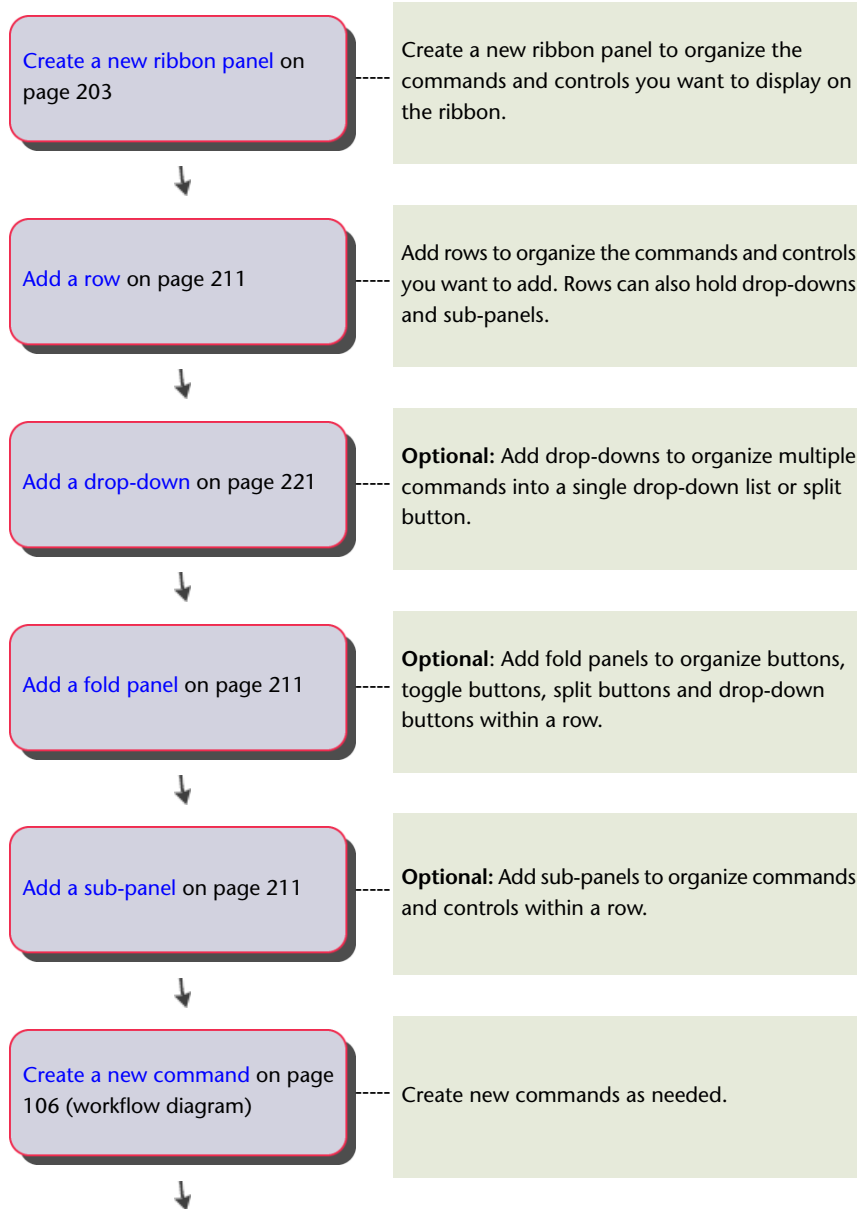 Create a new ribbon panel on
page 203
Create a new ribbon panel to organize the
commands and controls you want to display on
the ribbon.
Add a row on page 211
Add rows to organize the commands and controls
you want to add. Rows can also hold drop-downs
and sub-panels.
Add a drop-down on page 221
Optional: Add drop-downs to organize multiple
commands into a single drop-down list or split
button.
Add a fold panel on page 211
Optional: Add fold panels to organize buttons,
toggle buttons, split buttons and drop-down
buttons within a row.
Add a sub-panel on page 211
Optional: Add sub-panels to organize commands
and controls within a row.
Create a new command on page
106 (workflow diagram)
Create new commands as needed.